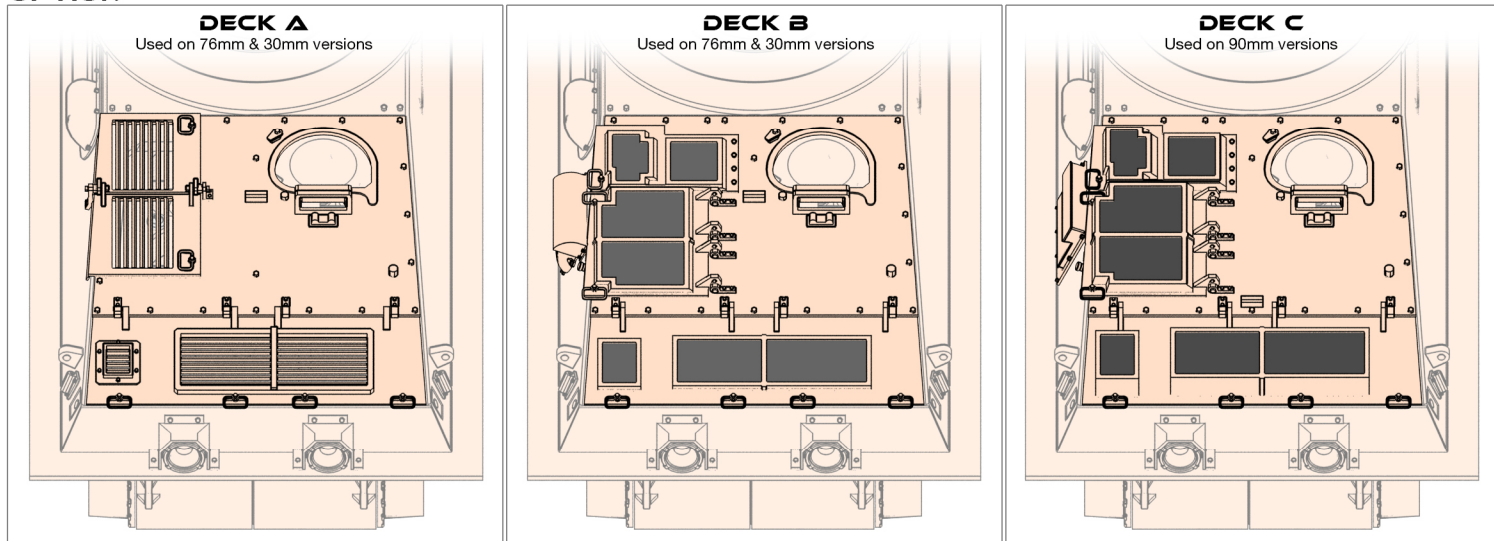 DECK A
Used on 76mm & 30mm versions
DECK B
Used on 76mm & 30mm versions
DECK C
Used on 90mm versions